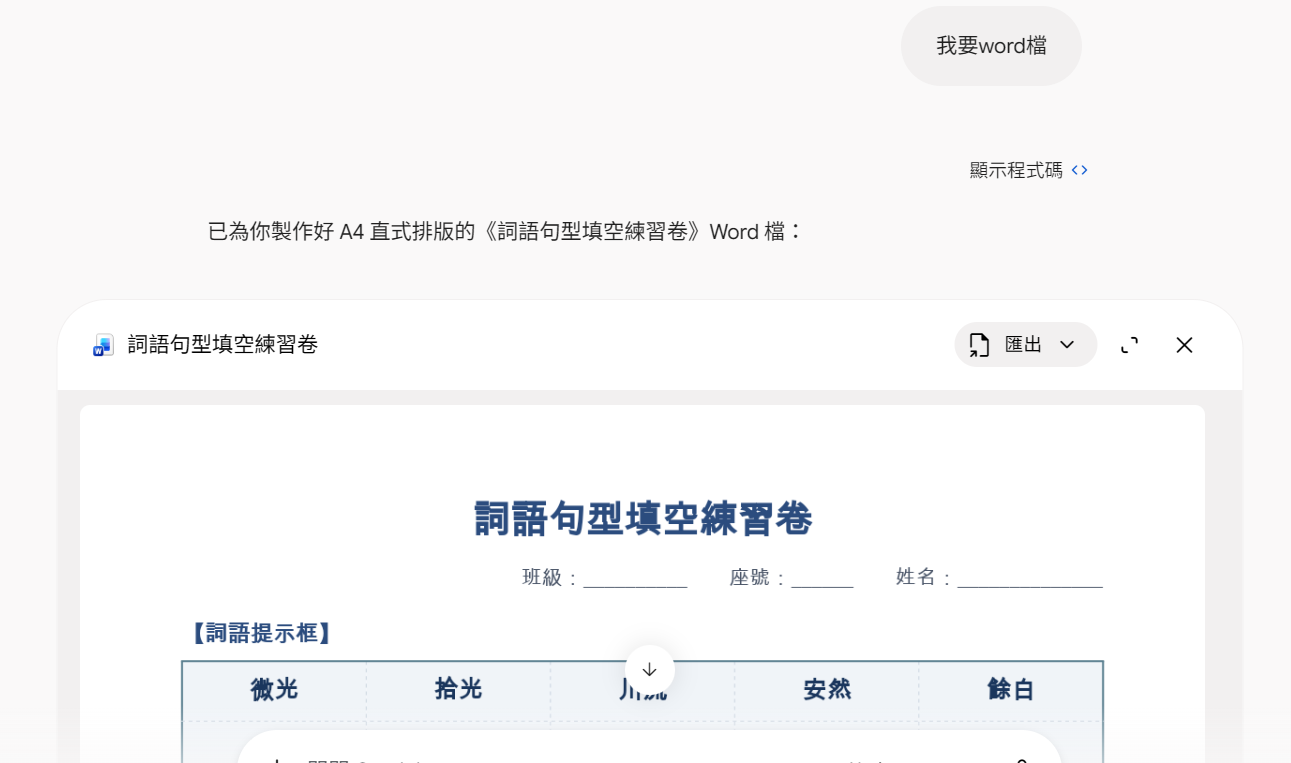 我要word檔
顯示程式碼
已為你製作好 A4 直式排版的《詞語句型填空練習卷》Word 檔：
詞語句型填空練習卷
匯出
詞語句型填空練習卷
班級：__________ 座號：______ 姓名：______________
【詞語提示框】
微光 拾光 安然 餘白